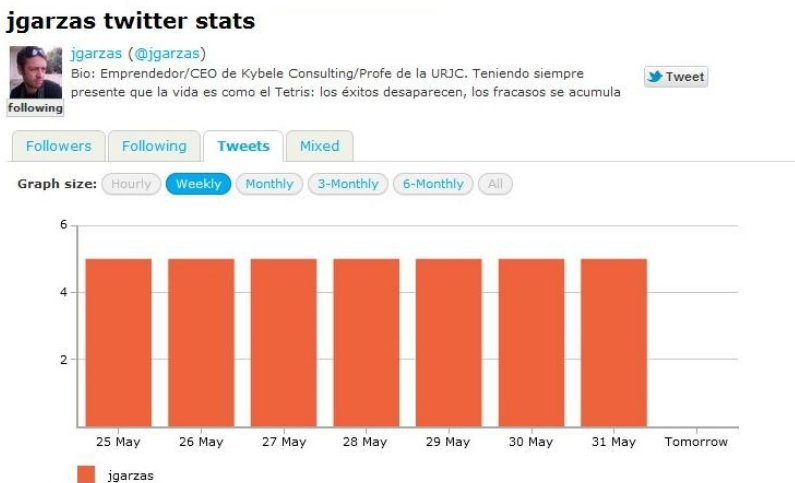 jgarzas twitter stats
jgarzas (@jgarzas)
Bio: Emprendedor/CEO de Kybele Consulting/Profe de la URJC. Teniendo siempre
presente que la vida es como el Tetris: los éxitos desaparecen, los fracasos se acumula
following
Tweet
Followers Following Tweets Mixed
Graph size: Hourly Weekly Monthly 3-Monthly 6-Monthly All
6
4
2
25 May 26 May 27 May 28 May 29 May 30 May 31 May Tomorrow
jgarzas